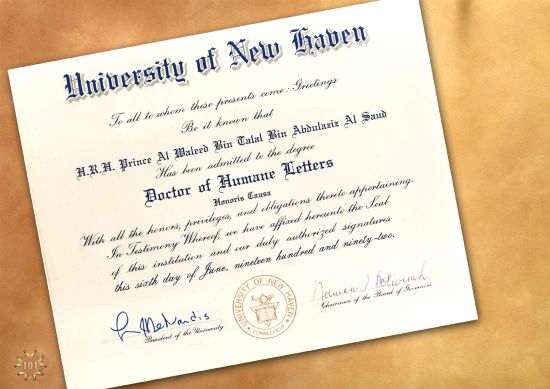 University of New Haven
To all to whom these presents come: Greetings
Be it known that
H.R.H. Prince Al Waleed Bin Talal Bin Abdulaziz Al Saud
Has been admitted to the degree
Doctor of Humane Letters
Honoris Causa
With all the honors, privileges, and obligations thereto appertaining.
In Testimony Whereof, we have affixed hereunto the Seal
of this institution and our duly authorized signatures
this sixth day of June, nineteen hundred and ninety-two.
President of the University
UNIVERSITY OF NEW HAVEN
CONNECTICUT
Chairman of the Board of Governors
101